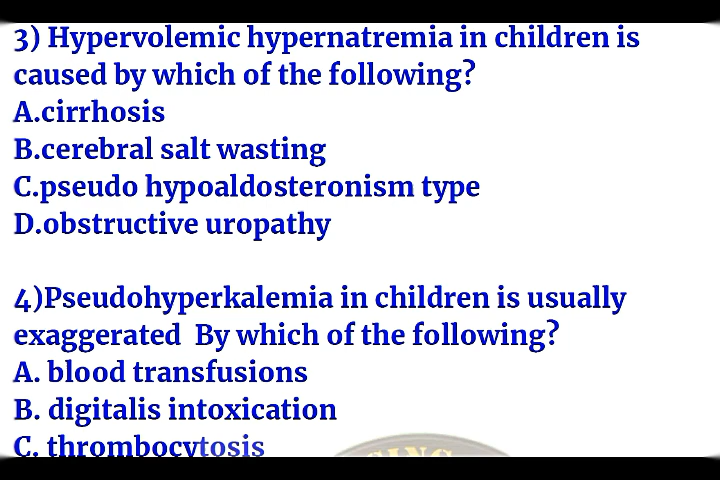 3) Hypervolemic hypernatremia in children is
caused by which of the following?
A.cirrhosis
B.cerebral salt wasting
C.pseudo hypoaldosteronism type
D.obstructive uropathy
4)Pseudohyperkalemia in children is usually
exaggerated By which of the following?
A. blood transfusions
B. digitalis intoxication
C. thrombocytosis